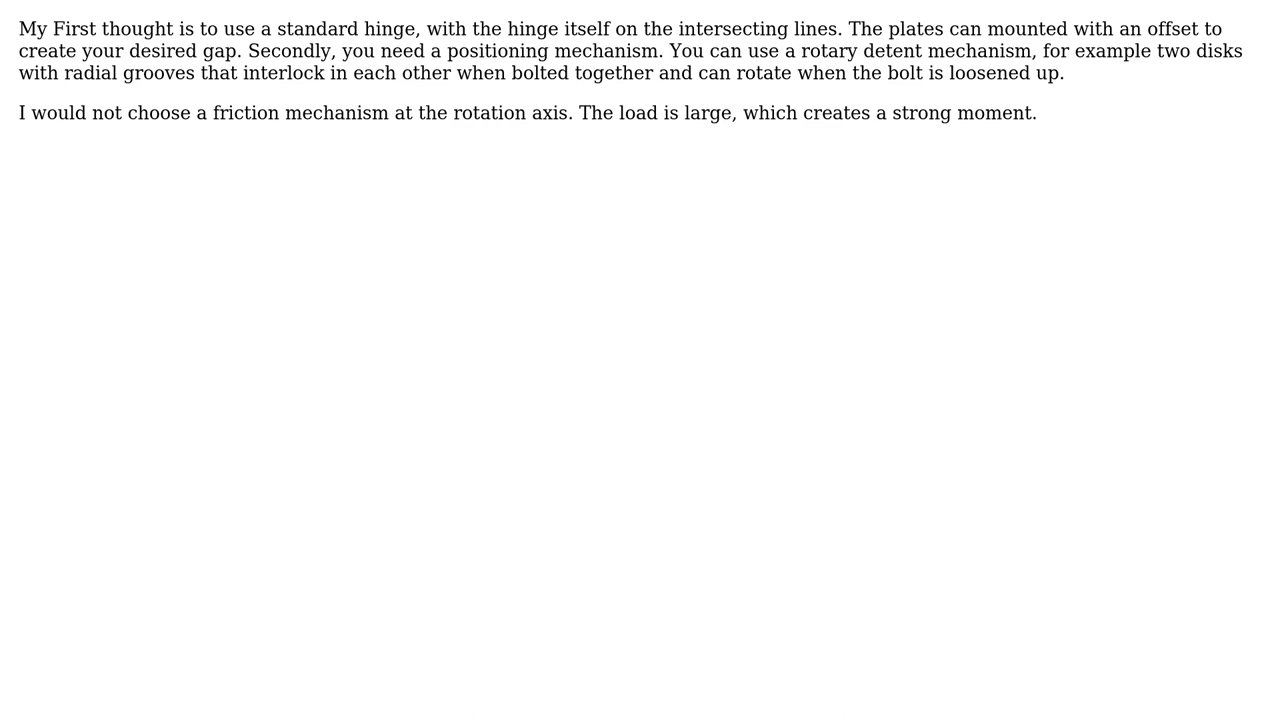 My First thought is to use a standard hinge, with the hinge itself on the intersecting lines. The plates can mounted with an offset to
create your desired gap. Secondly, you need a positioning mechanism. You can use a rotary detent mechanism, for example two disks
with radial grooves that interlock in each other when bolted together and can rotate when the bolt is loosened up.
I would not choose a friction mechanism at the rotation axis. The load is large, which creates a strong moment.